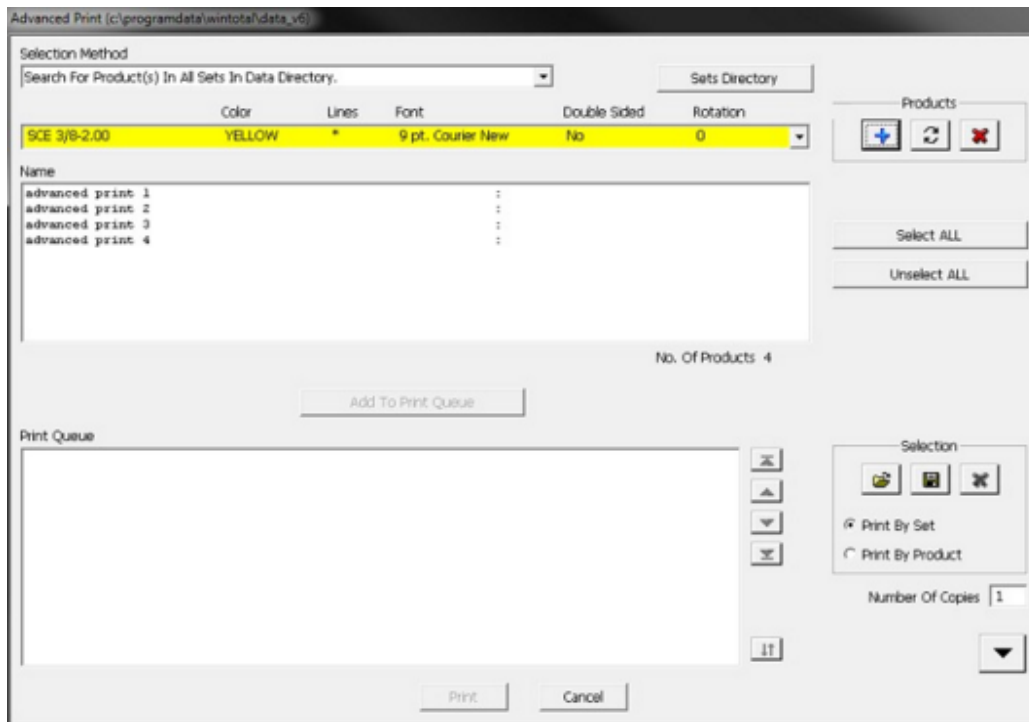 Advanced Print (c:\programdata\wintotal\data_v6)
Selection Method
Search For Product(s) In All Sets In Data Directory.
Sets Directory
Color Lines Font Double Sided Rotation
Products
SCE 3/8-2.00 YELLOW * 9 pt. Courier New No 0
Name
advanced print 1 :
advanced print 2 :
advanced print 3 :
advanced print 4 :
Select ALL
Unselect ALL
No. Of Products 4
Add To Print Queue
Print Queue
Selection
Print By Set
Print By Product
Number Of Copies 1
Print Cancel